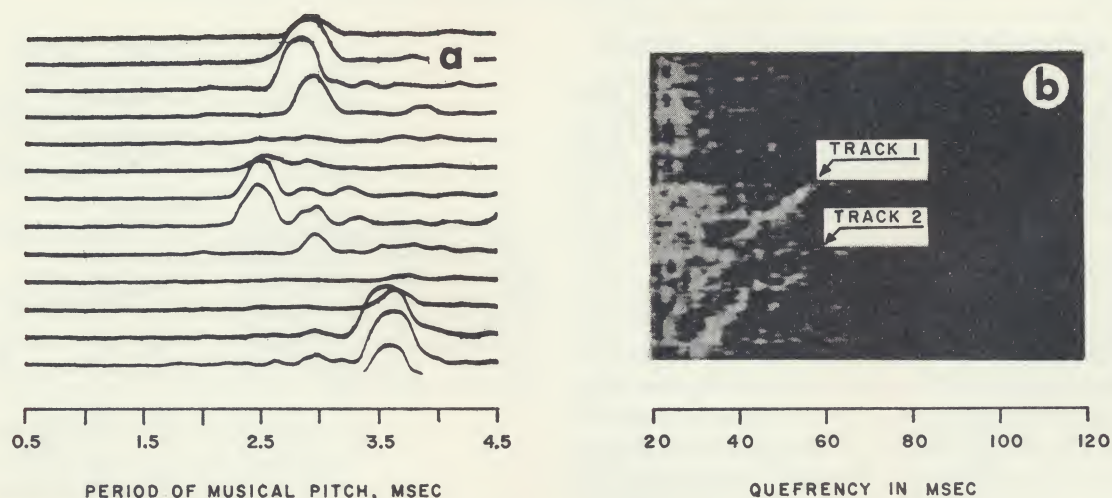 a
b
TRACK 1
TRACK 2
0.5 1.5 2.5 3.5 4.5
20 40 60 80 100 120
PERIOD OF MUSICAL PITCH, MSEC
QUEFRENCY IN MSEC